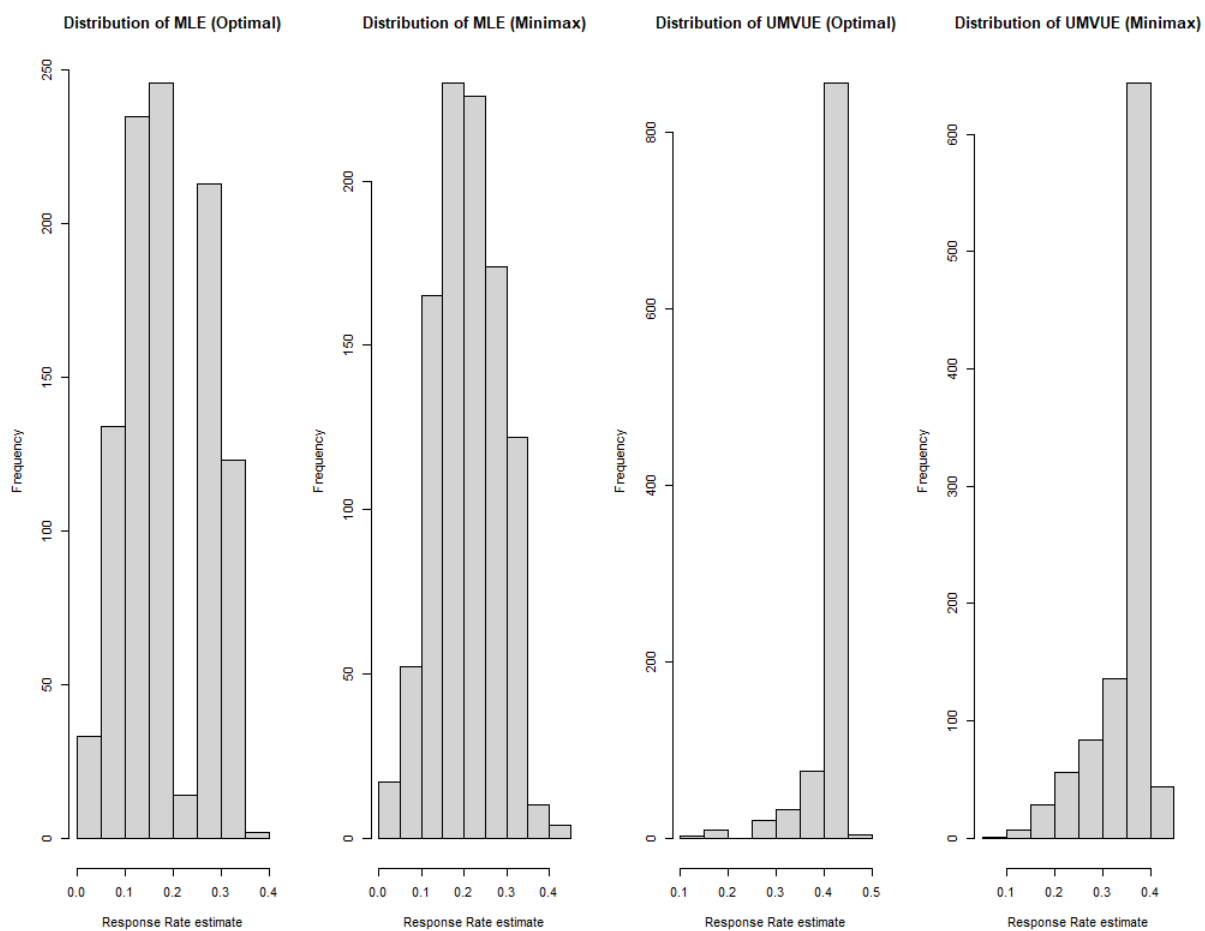 Distribution of MLE (Optimal)
Frequency
250
200
150
100
50
0
0.0 0.1 0.2 0.3 0.4
Response Rate estimate
Distribution of MLE (Minimax)
Frequency
200
150
100
50
0
0.0 0.1 0.2 0.3 0.4
Response Rate estimate
Distribution of UMVUE (Optimal)
Frequency
800
600
400
200
0
0.1 0.2 0.3 0.4 0.5
Response Rate estimate
Distribution of UMVUE (Minimax)
Frequency
600
500
400
300
200
100
0
0.1 0.2 0.3 0.4
Response Rate estimate